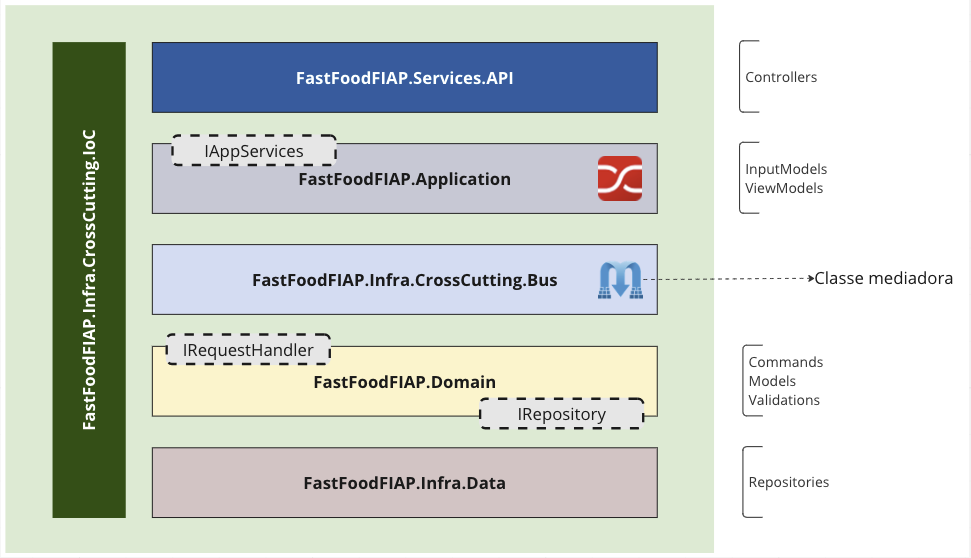 FastFoodFIAP.Infra.CrossCutting.IoC
FastFoodFIAP.Services.API
Controllers
IAppServices
FastFoodFIAP.Application
InputModels
ViewModels
FastFoodFIAP.Infra.CrossCutting.Bus
Classe mediadora
IRequestHandler
FastFoodFIAP.Domain
IRepository
Commands
Models
Validations
FastFoodFIAP.Infra.Data
Repositories